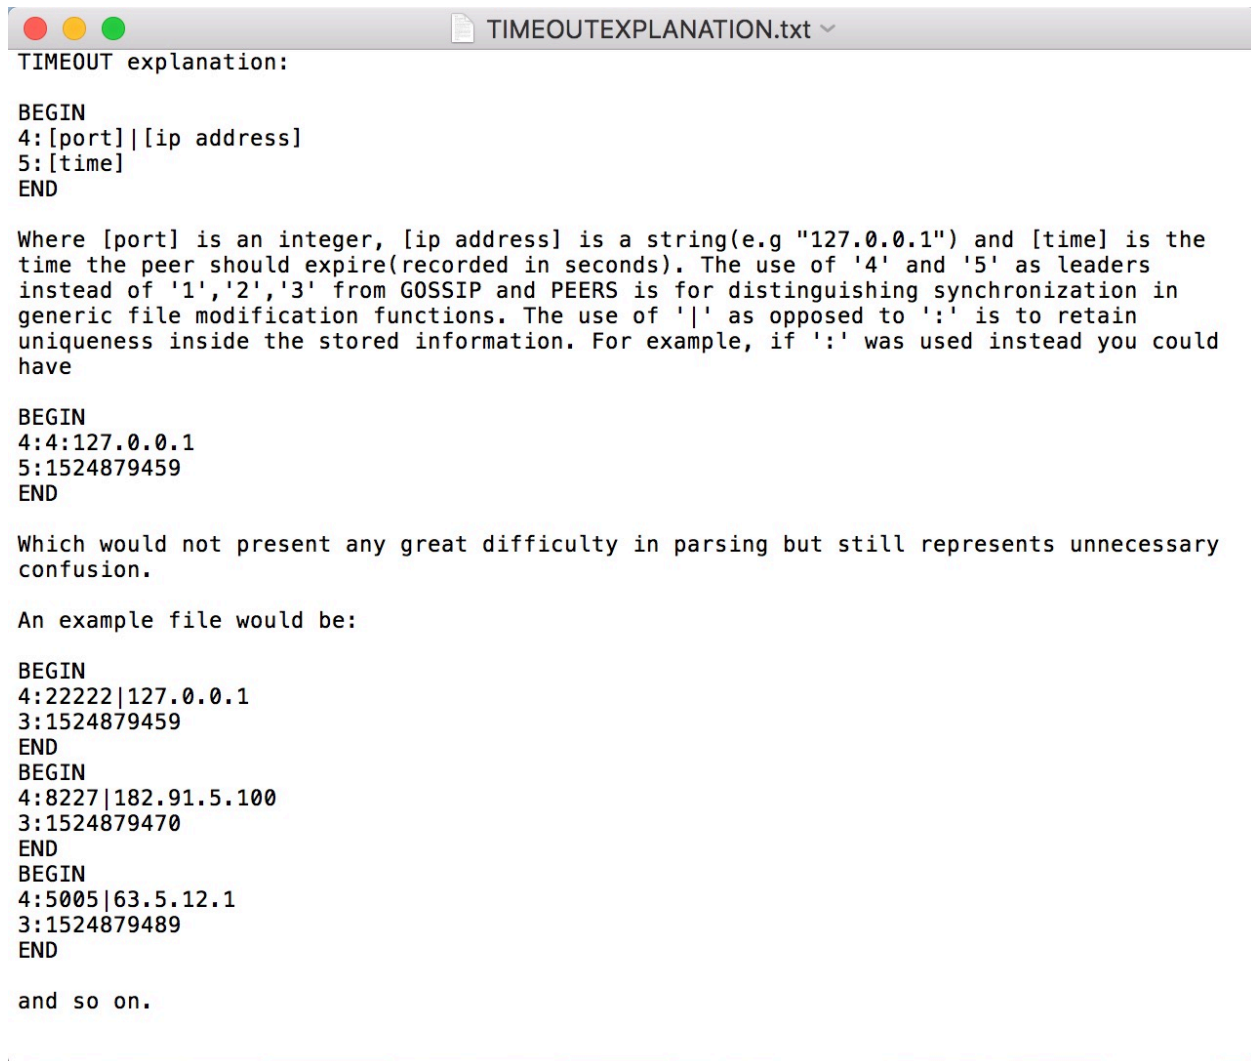 TIMEOUTEXPLANATION.txt
TIMEOUT explanation:
BEGIN
4:[port]|[ip address]
5:[time]
END
Where [port] is an integer, [ip address] is a string(e.g "127.0.0.1") and [time] is the
time the peer should expire(recorded in seconds). The use of '4' and '5' as leaders
instead of '1','2','3' from GOSSIP and PEERS is for distinguishing synchronization in
generic file modification functions. The use of '|' as opposed to ':' is to retain
uniqueness inside the stored information. For example, if ':' was used instead you could
have
BEGIN
4:4:127.0.0.1
5:1524879459
END
Which would not present any great difficulty in parsing but still represents unnecessary
confusion.
An example file would be:
BEGIN
4:22222|127.0.0.1
3:1524879459
END
BEGIN
4:8227|182.91.5.100
3:1524879470
END
BEGIN
4:5005|63.5.12.1
3:1524879489
END
and so on.